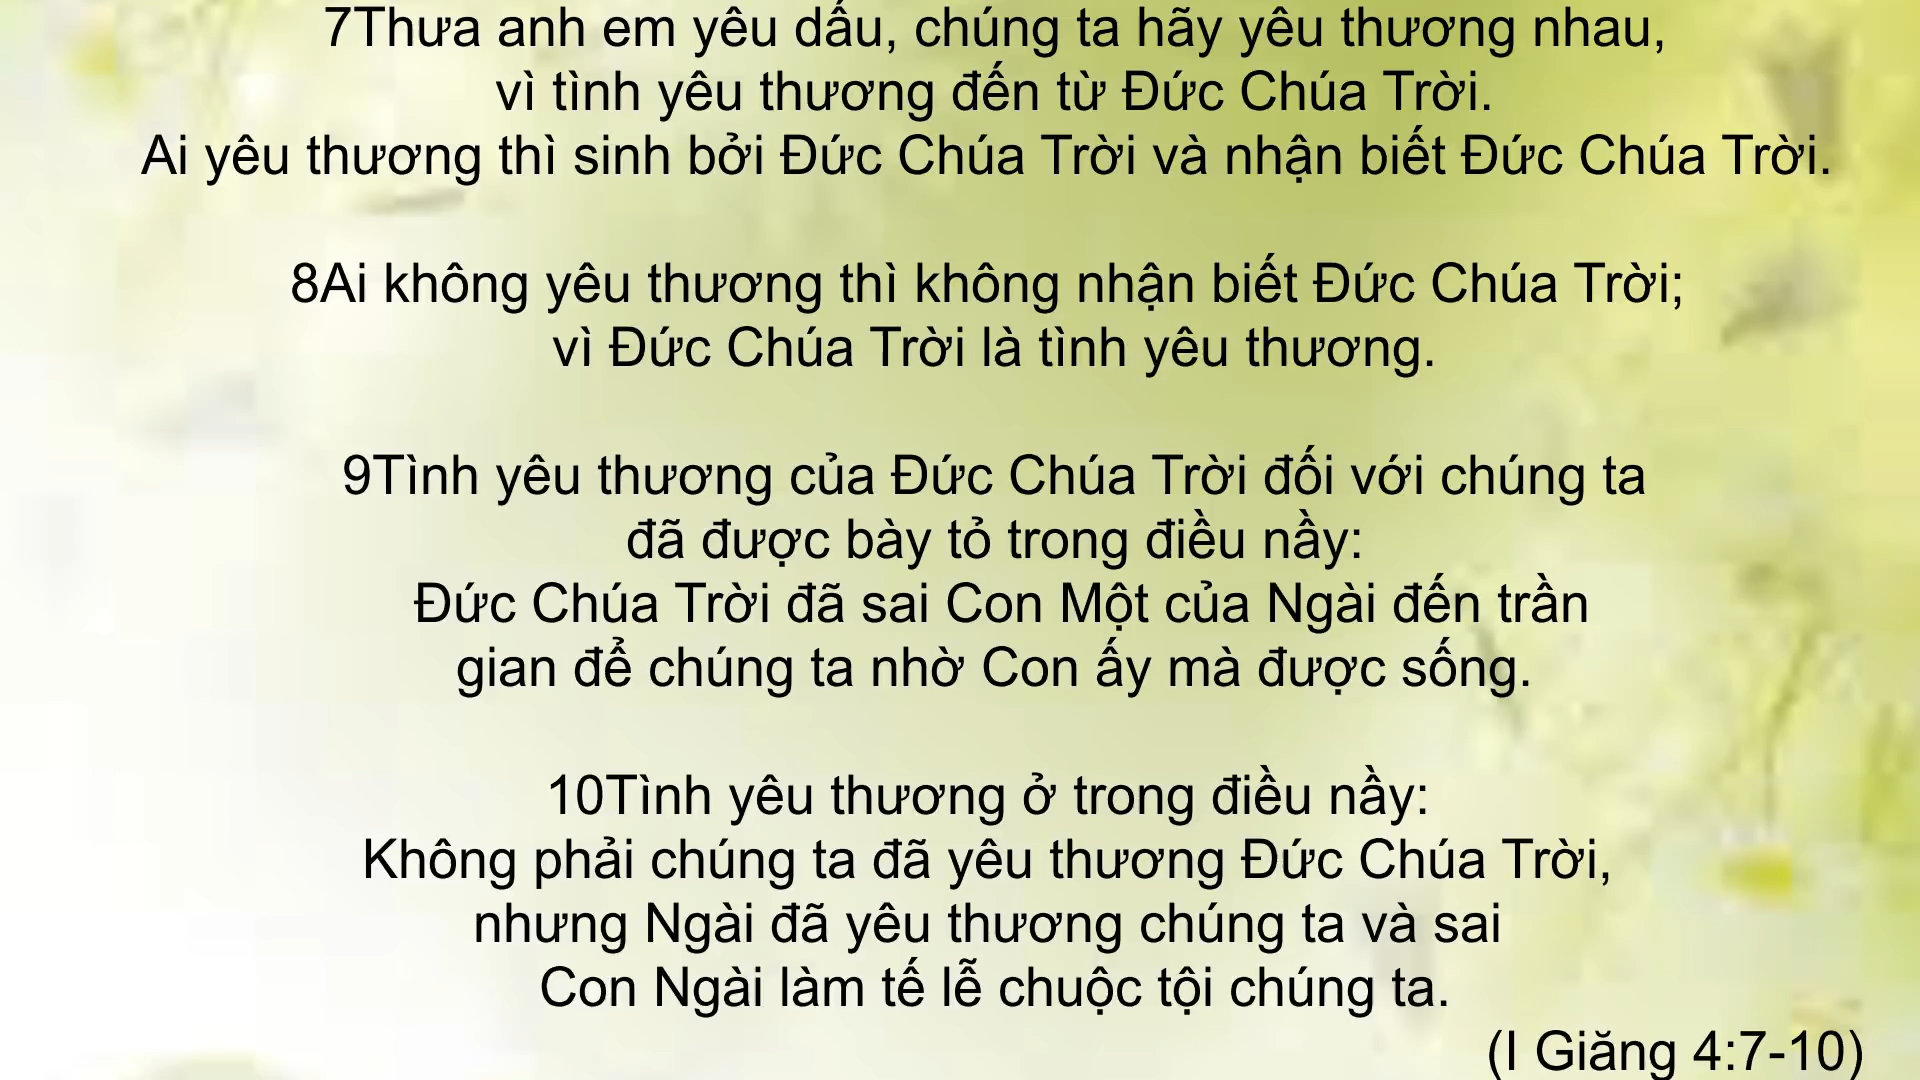 7Thưa anh em yêu dấu, chúng ta hãy yêu thương nhau,
vì tình yêu thương đến từ Đức Chúa Trời.
Ai yêu thương thì sinh bởi Đức Chúa Trời và nhận biết Đức Chúa Trời.
8Ai không yêu thương thì không nhận biết Đức Chúa Trời;
vì Đức Chúa Trời là tình yêu thương.
9Tình yêu thương của Đức Chúa Trời đối với chúng ta
đã được bày tỏ trong điều nầy:
Đức Chúa Trời đã sai Con Một của Ngài đến trần
gian để chúng ta nhờ Con ấy mà được sống.
10Tình yêu thương ở trong điều nầy:
Không phải chúng ta đã yêu thương Đức Chúa Trời,
nhưng Ngài đã yêu thương chúng ta và sai
Con Ngài làm tế lễ chuộc tội chúng ta.
(I Giăng 4:7-10)